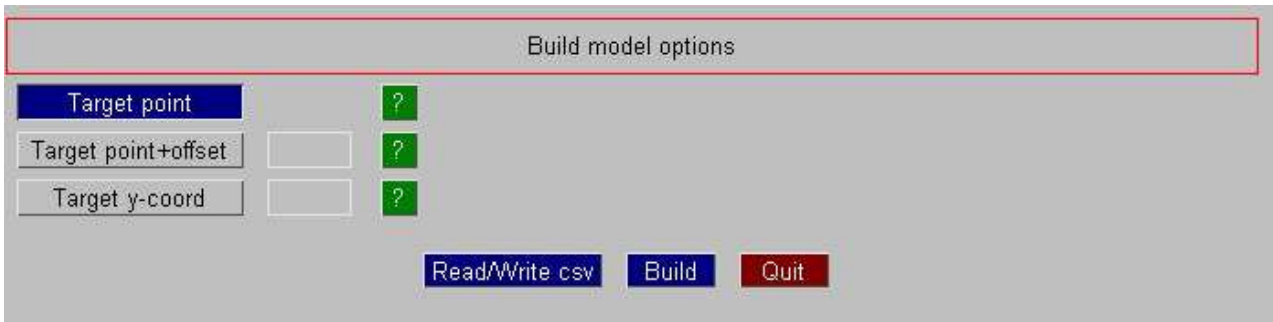 Build model options
Target point ?
Target point+offset ?
Target y-coord ?
Read/Write csv Build Quit